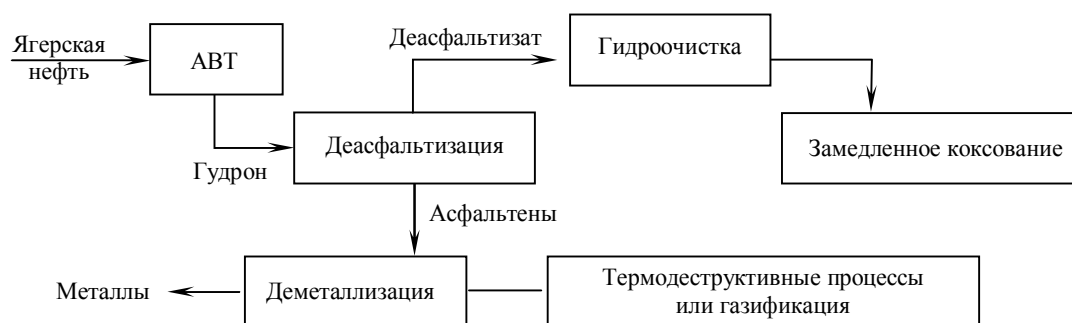 Ягерская
нефть
АВТ
Деасфальтизат
Гидроочистка
Гудрон
Деасфальтизация
Замедленное коксование
Асфальтены
Металлы
Деметаллизация
Термодеструктивные процессы
или газификация